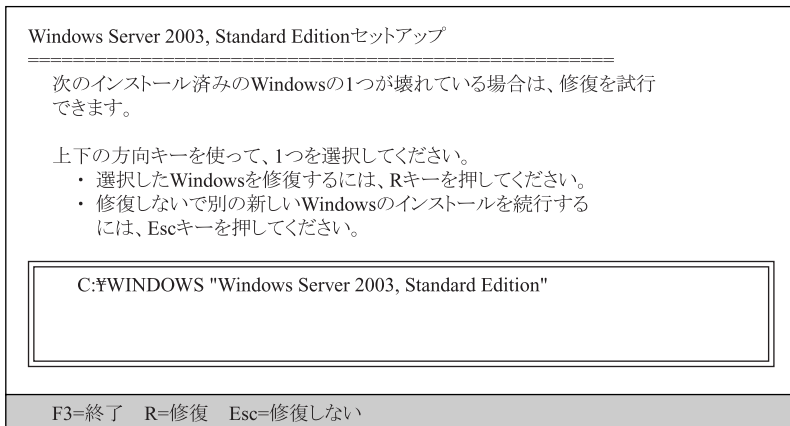 Windows Server 2003, Standard Editionセットアップ
====================================================
次のインストール済みのWindowsの1つが壊れている場合は、修復を試行
できます。
上下の方向キーを使って、1つを選択してください。
・ 選択したWindowsを修復するには、Rキーを押してください。
・ 修復しないで別の新しいWindowsのインストールを続行する
には、Escキーを押してください。
C:¥WINDOWS "Windows Server 2003, Standard Edition"
F3=終了 R=修復 Esc=修復しない